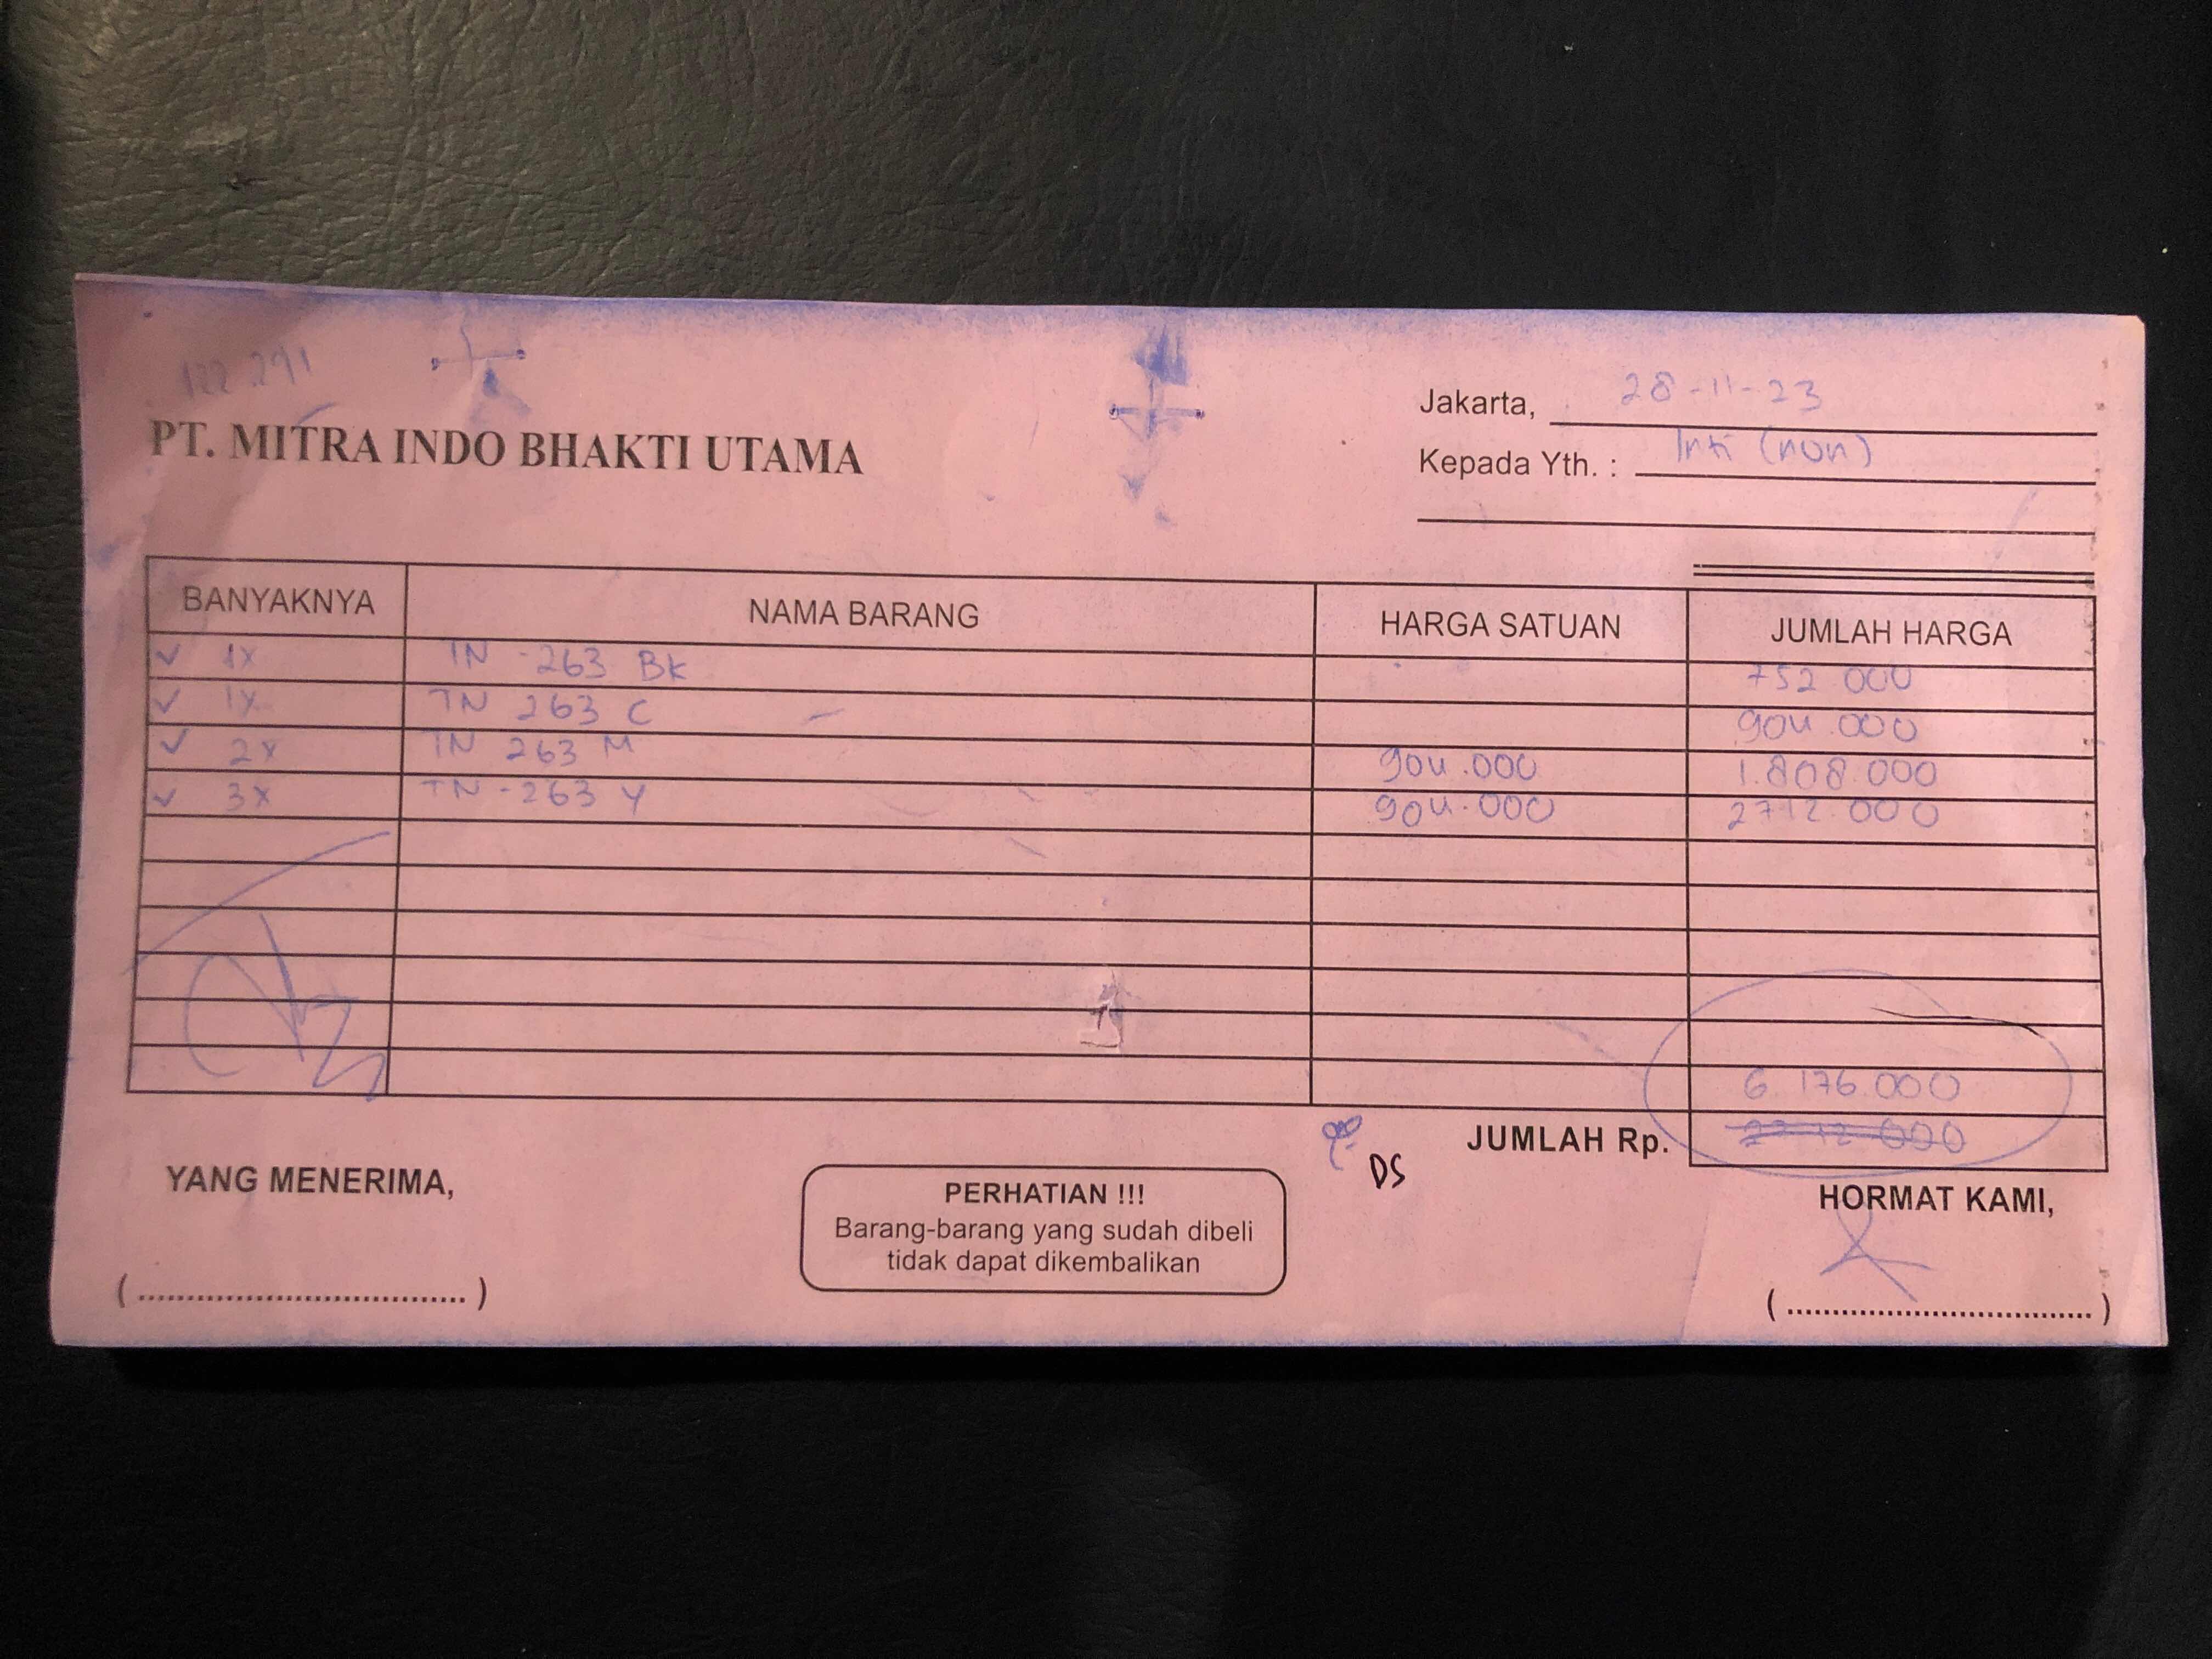 122.291
PT. MITRA INDO BHAKTI UTAMA
Jakarta, 28-11-23
Kepada Yth. : Inti (non)
BANYAKNYA NAMA BARANG HARGA SATUAN JUMLAH HARGA
✓ 1x TN-263 BK 752 000
✓ 1x TN 263 C 904.000
✓ 2x TN 263 M 904.000 1.808.000
✓ 3x TN-263 Y 904.000 2712.000
6.176.000
JUMLAH Rp.
DS
YANG MENERIMA,
PERHATIAN !!!
Barang-barang yang sudah dibeli
tidak dapat dikembalikan
HORMAT KAMI,
(.................................)
(.................................)